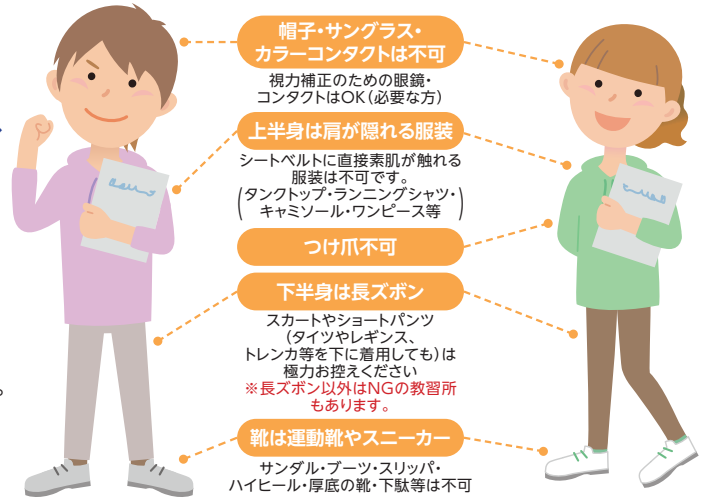 帽子・サングラス・
カラーコンタクトは不可
視力補正のための眼鏡・
コンタクトはOK(必要な方)
上半身は肩が隠れる服装
シートベルトに直接素肌が触れる
服装は不可です。
(タンクトップ・ランニングシャツ・
キャミソール・ワンピース等)
つけ爪不可
下半身は長ズボン
スカートやショートパンツ
(タイツやレギンス、
トレンカ等を下に着用しても)は
極力お控えください
※長ズボン以外はNGの教習所
もあります。
靴は運動靴やスニーカー
サンダル・ブーツ・スリッパ・
ハイヒール・厚底の靴・下駄等は不可
。